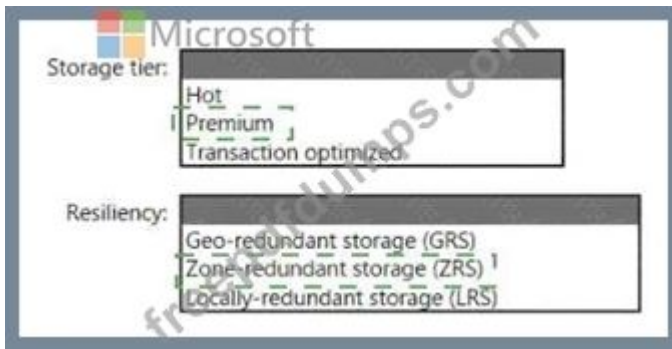 Microsoft
Storage tier:
Hot
Premium
Transaction optimized
Resiliency:
Geo-redundant storage (GRS)
Zone-redundant storage (ZRS)
Locally-redundant storage (LRS)